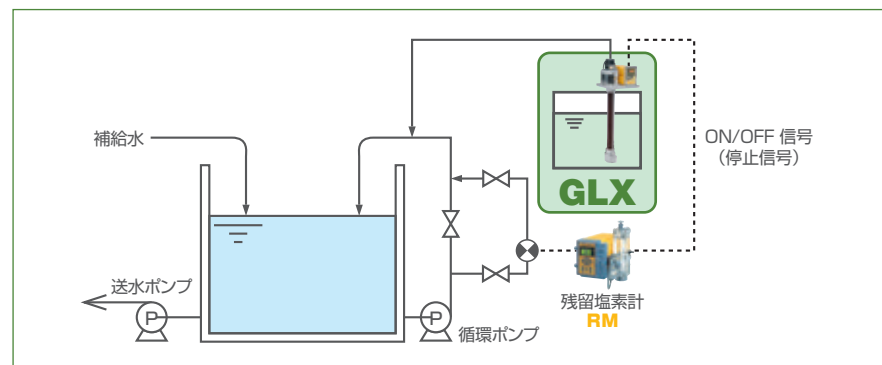 補給水
GLX
ON/OFF 信号
（停止信号）
送水ポンプ
P
P
循環ポンプ
残留塩素計
RM